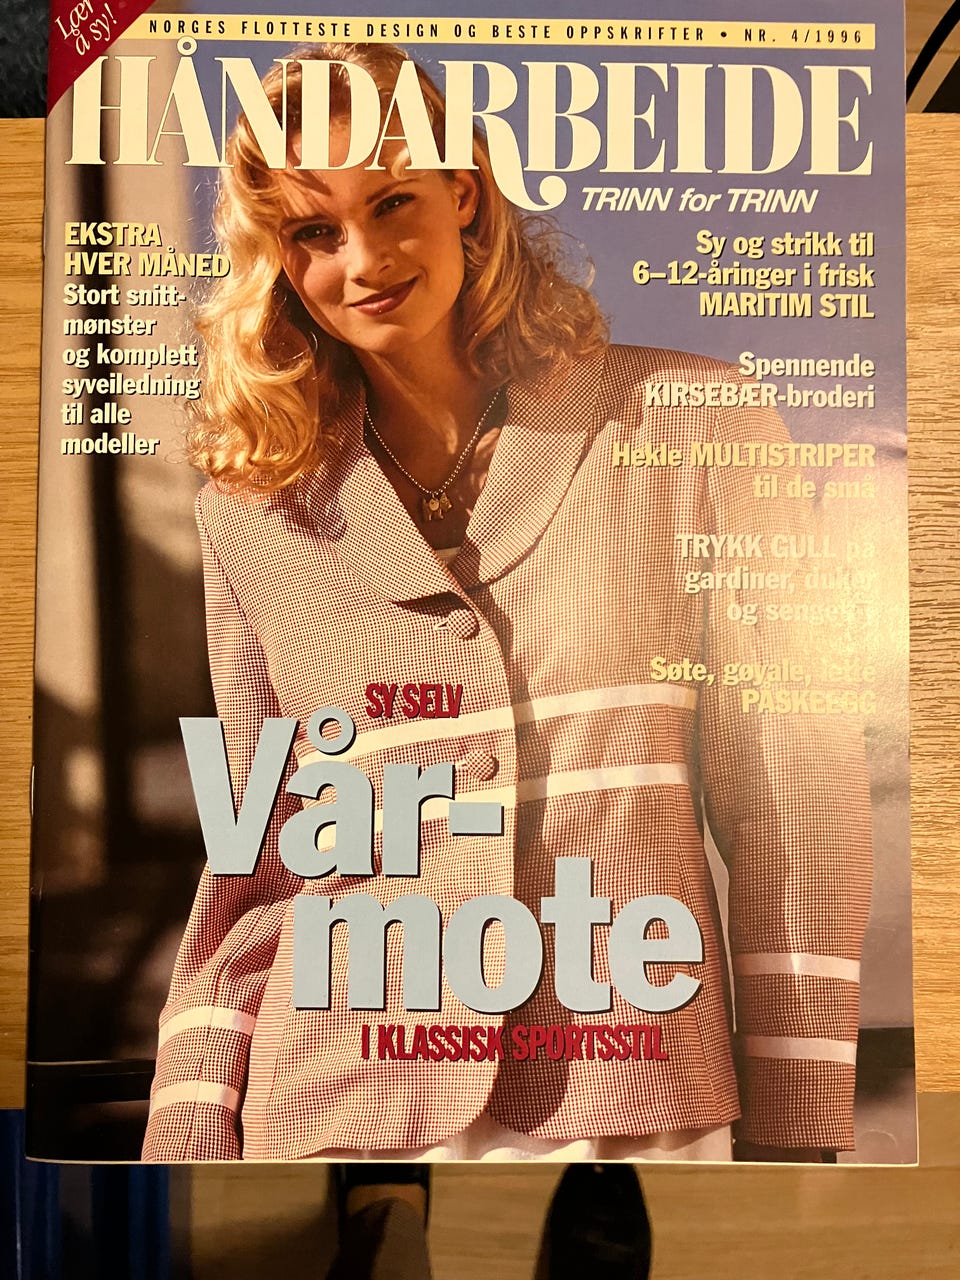 Lær
å sy!
NORGES FLOTTESTE DESIGN OG BESTE OPPSKRIFTER • NR. 4/1996
HÅNDARBEIDE
TRINN for TRINN
EKSTRA
HVER MÅNED
Stort snitt-
mønster
og komplett
syveiledning
til alle
modeller
Sy og strikk til
6–12-åringer i frisk
MARITIM STIL
Spennende
KIRSEBÆR-broderi
Hekle MULTISTRIPER
til de små
TRYKK GULL på
gardiner, duker
og
Søte, gøyale, lette
PÅSKEEGG
SY SELV
Vår-
mote
I KLASSISK SPORTSSTIL